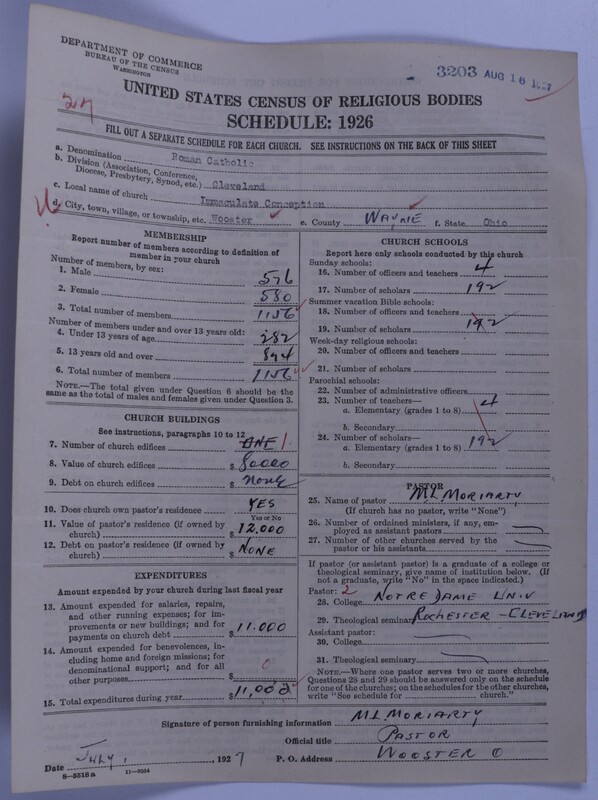 DEPARTMENT OF COMMERCE
BUREAU OF THE CENSUS
WASHINGTON
3203 AUG 16 1927
27
UNITED STATES CENSUS OF RELIGIOUS BODIES
SCHEDULE: 1926
FILL OUT A SEPARATE SCHEDULE FOR EACH CHURCH. SEE INSTRUCTIONS ON THE BACK OF THIS SHEET
a. Denomination Roman Catholic
b. Division (Association, Conference,
Diocese, Presbytery, Synod, etc.) Cleveland
c. Local name of church Immaculate Conception
d. City, town, village, or township, etc. Wooster e. County WAYNE f. State Ohio
MEMBERSHIP
Report number of members according to definition of
member in your church
Number of members, by sex:
1. Male 576
2. Female 580
3. Total number of members 1156
Number of members under and over 13 years old:
4. Under 13 years of age 282
5. 13 years old and over 894
6. Total number of members 1156
NOTE.—The total given under Question 6 should be the
same as the total of males and females given under Question 3.
CHURCH BUILDINGS
See instructions, paragraphs 10 to 12
7. Number of church edifices ONE 1
8. Value of church edifices $ 80000
9. Debt on church edifices $ None
10. Does church own pastor's residence? YES
Yes or No
11. Value of pastor's residence (if owned by
church) $ 12,000
12. Debt on pastor's residence (if owned by
church) $ NONE
EXPENDITURES
Amount expended by your church during last fiscal year
13. Amount expended for salaries, repairs,
and other running expenses; for im-
provements or new buildings; and for
payments on church debt $ 11.000
14. Amount expended for benevolences, in-
cluding home and foreign missions; for
denominational support; and for all
other purposes 0
15. Total expenditures during year $ 11,000
CHURCH SCHOOLS
Report here only schools conducted by this church
Sunday schools:
16. Number of officers and teachers 4
17. Number of scholars 192
Summer vacation Bible schools:
18. Number of officers and teachers
19. Number of scholars 192
Week-day religious schools:
20. Number of officers and teachers
21. Number of scholars
Parochial schools:
22. Number of administrative officers
23. Number of teachers—
a. Elementary (grades 1 to 8) 4
b. Secondary
24. Number of scholars—
a. Elementary (grades 1 to 8) 192
b. Secondary
PASTOR
25. Name of pastor M.L. MORIARTY
(If church has no pastor, write "None")
26. Number of ordained ministers, if any, em-
ployed as assistant pastors
27. Number of other churches served by the
pastor or his assistants
If pastor (or assistant pastor) is a graduate of a college or
theological seminary, give name of institution below. (If
not a graduate, write "No" in the space indicated.)
Pastor: 2
28. College NOTRE DAME UNIV
29. Theological seminary ROCHESTER - CLEVELAND
Assistant pastor:
30. College
31. Theological seminary
NOTE.—Where one pastor serves two or more churches,
Questions 28 and 29 should be answered only on the schedule
for one of the churches; on the schedules for the other churches,
write "See schedule for church."
Signature of person furnishing information M.L. MORIARTY
Official title PASTOR
Date JULY 1, 1927 P. O. Address WOOSTER O
8-5518a 11-9034